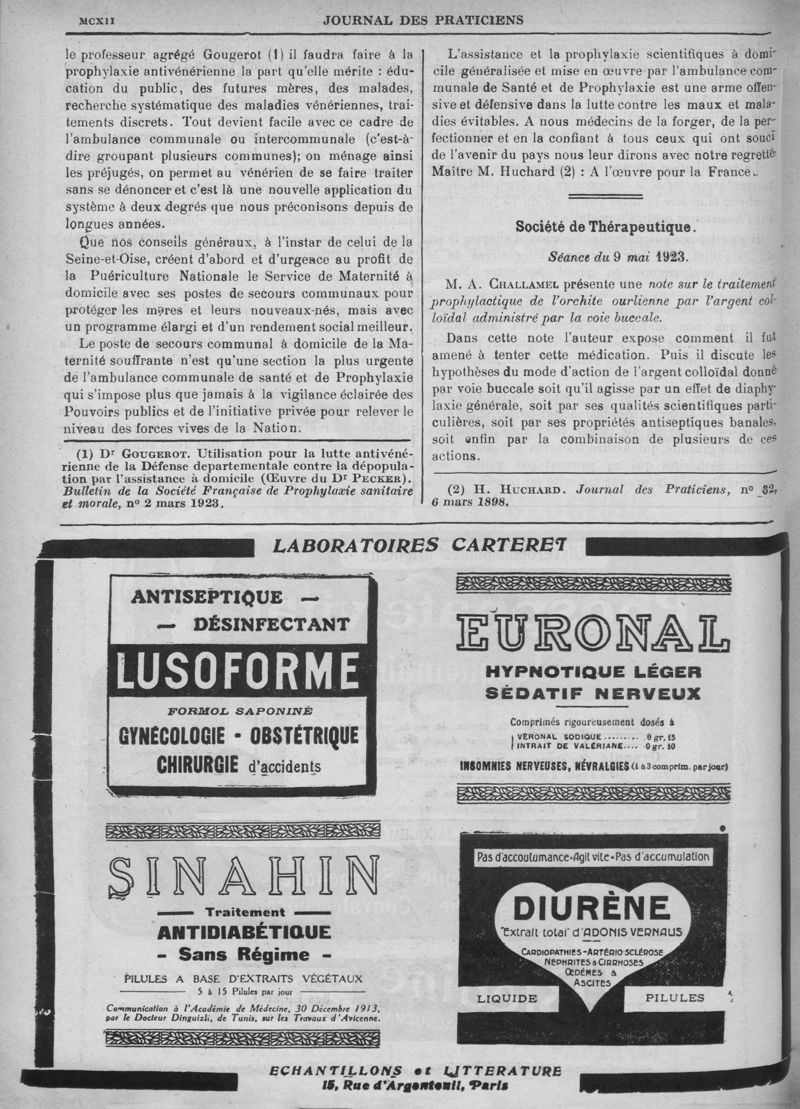 MCXII
JOURNAL DES PRATICIENS
le professeur agrégé Gougerot (1) il faudra faire à la
prophylaxie antivénérienne la part qu'elle mérite : édu-
cation du public, des futures mères, des malades,
recherche systématique des maladies vénériennes, trai-
tements discrets. Tout devient facile avec ce cadre de
l'ambulance communale ou intercommunale (c'est-à-
dire groupant plusieurs communes); on ménage ainsi
les préjugés, on permet au vénérien de se faire traiter
sans se dénoncer et c'est là une nouvelle application du
système à deux degrés que nous préconisons depuis de
longues années.
Que nos conseils généraux, à l'instar de celui de la
Seine-et-Oise, créent d'abord et d'urgence au profit de
la Puériculture Nationale le Service de Maternité à
domicile avec ses postes de secours communaux pour
protéger les mères et leurs nouveaux-nés, mais avec
un programme élargi et d'un rendement social meilleur.
Le poste de secours communal à domicile de la Ma-
ternité souffrante n'est qu'une section la plus urgente
de l'ambulance communale de santé et de Prophylaxie
qui s'impose plus que jamais à la vigilance éclairée des
Pouvoirs publics et de l'initiative privée pour relever le
niveau des forces vives de la Nation.
(1) Dr GOUGEROT. Utilisation pour la lutte antivéné-
rienne de la Défense departementale contre la dépopula-
tion par l'assistance à domicile (Œuvre du Dr PECKER).
Bulletin de la Société Française de Prophylaxie sanitaire
et morale, no 2 mars 1923.
L'assistance et la prophylaxie scientifiques à domi-
cile généralisée et mise en œuvre par l'ambulance com-
munale de Santé et de Prophylaxie est une arme offen-
sive et défensive dans la lutte contre les maux et mala-
dies évitables. A nous médecins de la forger, de la per-
fectionner et en la confiant à tous ceux qui ont souci
de l'avenir du pays nous leur dirons avec notre regretté
Maître M. Huchard (2) : A l'œuvre pour la France..
Société de Thérapeutique.
Séance du 9 mai 1923.
M. A. CHALLAMEL présente une note sur le traitement
prophylactique de l'orchite ourlienne par l'argent col-
loïdal administré par la voie buccale.
Dans cette note l'auteur expose comment il fut
amené à tenter cette médication. Puis il discute les
hypothèses du mode d'action de l'argent colloïdal donné
par voie buccale soit qu'il agisse par un effet de diaphy-
laxie générale, soit par ses qualités scientifiques parti-
culières, soit par ses propriétés antiseptiques banales,
soit enfin par la combinaison de plusieurs de ces
actions.
(2) H. HUCHARD. Journal des Praticiens, no 32,
6 mars 1898.
LABORATOIRES CARTERET
ANTISEPTIQUE —
— DÉSINFECTANT
LUSOFORME
FORMOL SAPONINÉ
GYNÉCOLOGIE - OBSTÉTRIQUE
CHIRURGIE d'accidents
EURONAL
HYPNOTIQUE LÉGER
SÉDATIF NERVEUX
Comprimés rigoureusement dosés à
VÉRONAL SODIQUE ......... 0 gr, 15
INTRAIT DE VALÉRIANE.... 0 gr. 10
INSOMNIES NERVEUSES, NÉVRALGIES (1 à 3 comprim. par jour)
SINAHIN
Traitement
ANTIDIABÉTIQUE
- Sans Régime -
PILULES A BASE D'EXTRAITS VÉGÉTAUX
5 à 15 Pilules par jour
Communication à l'Académie de Médecine, 30 Décembre 1913,
par le Docteur Dinguizli, de Tunis, sur les Travaux d'Avicenne.
Pas d'accoutumance-Agit vite-Pas d'accumulation
DIURÈNE
"Extrait total" d'ADONIS VERNALIS
CARDIOPATHIES-ARTÉRIO-SCLÉROSE
NÉPHRITES & CIRRHOSES
ŒDÈMES &
ASCITES
LIQUIDE
PILULES
ECHANTILLONS et LITTERATURE
15, Rue d'Argenteuil, Paris